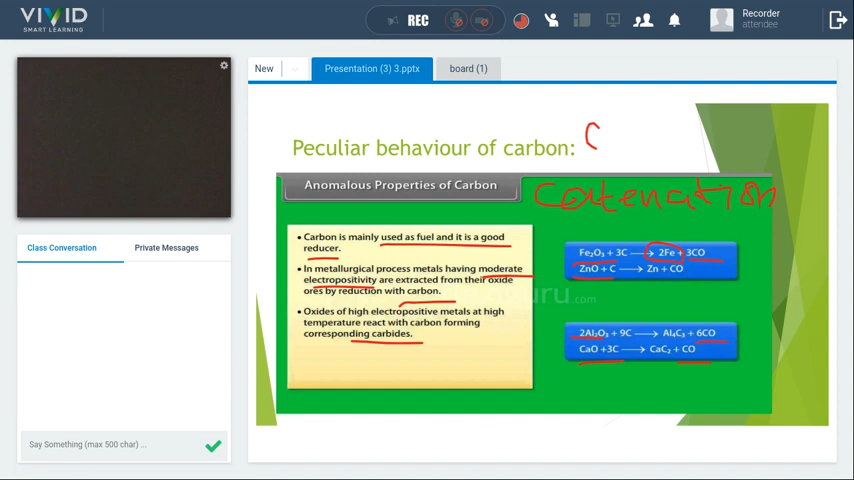 VIVID
SMART LEARNING
REC
Recorder
attendee
New
Presentation (3) 3.pptx
board (1)
Peculiar behaviour of carbon:
C
Anomalous Properties of Carbon
Catenation
• Carbon is mainly used as fuel and it is a good
reducer.
• In metallurgical process metals having moderate
electropositivity are extracted from their oxide
ores by reduction with carbon.
• Oxides of high electropositive metals at high
temperature react with carbon forming
corresponding carbides.
Fe₂O₃ + 3C ⟶ 2Fe + 3CO
ZnO + C ⟶ Zn + CO
.com
2Al₂O₃ + 9C ⟶ Al₄C₃ + 6CO
CaO +3C ⟶ CaC₂ + CO
Class Conversation
Private Messages
Say Something (max 500 char) ...